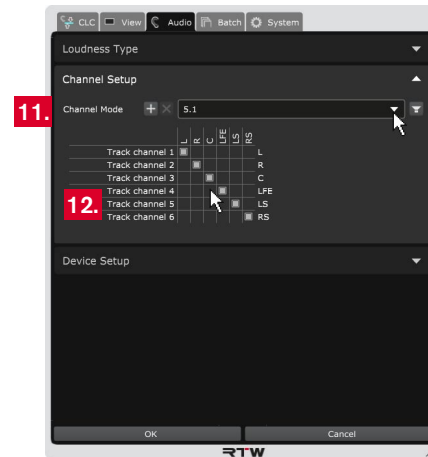 CLC View Audio Batch System
Loudness Type
Channel Setup
11.
Channel Mode 5.1
L R C LFE LS RS
Track channel 1 L
Track channel 2 R
Track channel 3 C
Track channel 4 LFE
12.
Track channel 5 LS
Track channel 6 RS
Device Setup
OK Cancel
RTW